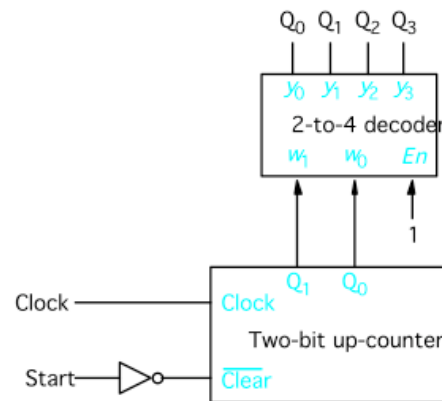 Q0 Q1 Q2 Q3
y0 y1 y2 y3
2-to-4 decoder
w1 w0 En
1
Q1 Q0
Clock Clock
Two-bit up-counter
Start Clear